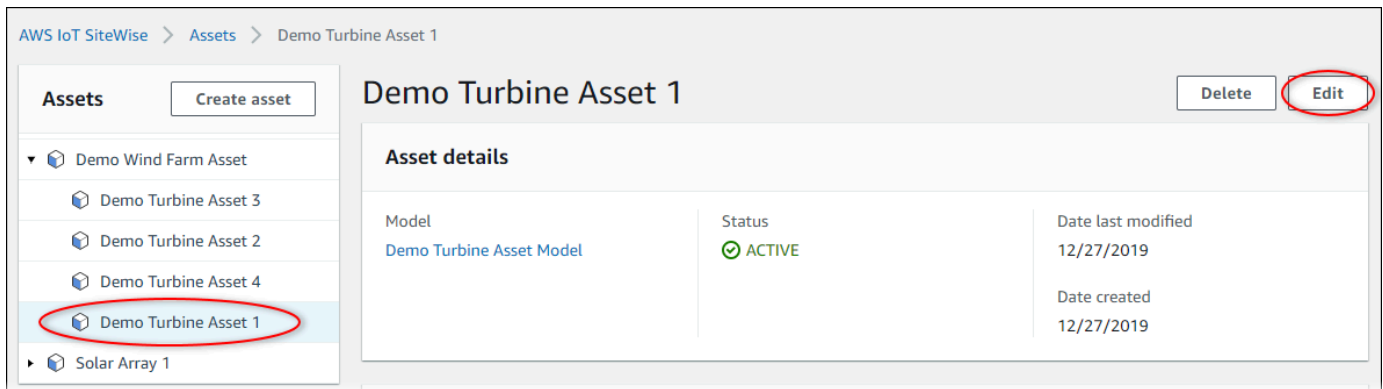 AWS IoT SiteWise > Assets > Demo Turbine Asset 1
Assets
Create asset
Demo Wind Farm Asset
Demo Turbine Asset 3
Demo Turbine Asset 2
Demo Turbine Asset 4
Demo Turbine Asset 1
Solar Array 1
Demo Turbine Asset 1
Delete
Edit
Asset details
Model
Demo Turbine Asset Model
Status
ACTIVE
Date last modified
12/27/2019
Date created
12/27/2019